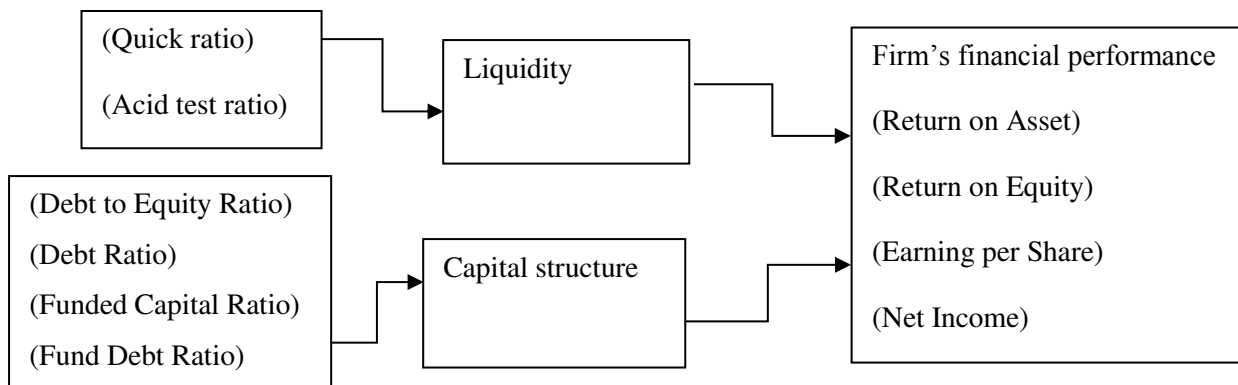 (Quick ratio)
(Acid test ratio)
Liquidity
Firm’s financial performance
(Return on Asset)
(Return on Equity)
(Earning per Share)
(Net Income)
(Debt to Equity Ratio)
(Debt Ratio)
(Funded Capital Ratio)
(Fund Debt Ratio)
Capital structure